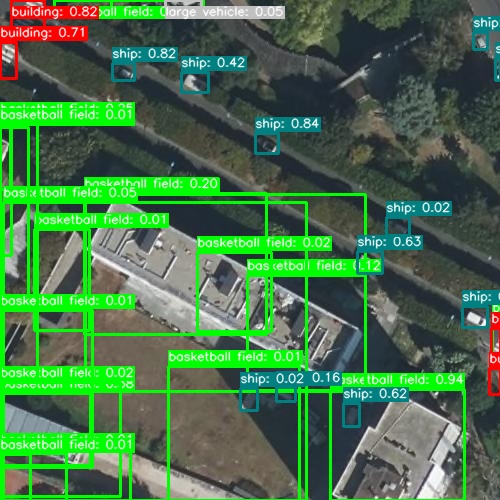 building: 0.82
large vehicle: 0.05
building: 0.71
ship: 0.82
ship: 0.42
ship:
basketball field: 0.01
ship: 0.84
basketball field: 0.20
basketball field: 0.05
ship: 0.02
basketball field: 0.01
basketball field: 0.02
ship: 0.63
basketball field: 0.12
basketball field: 0.01
ship:
basketball field: 0.01
basketball field: 0.02
ship: 0.02
0.16
basketball field: 0.94
ship: 0.62
basketball field: 0.01